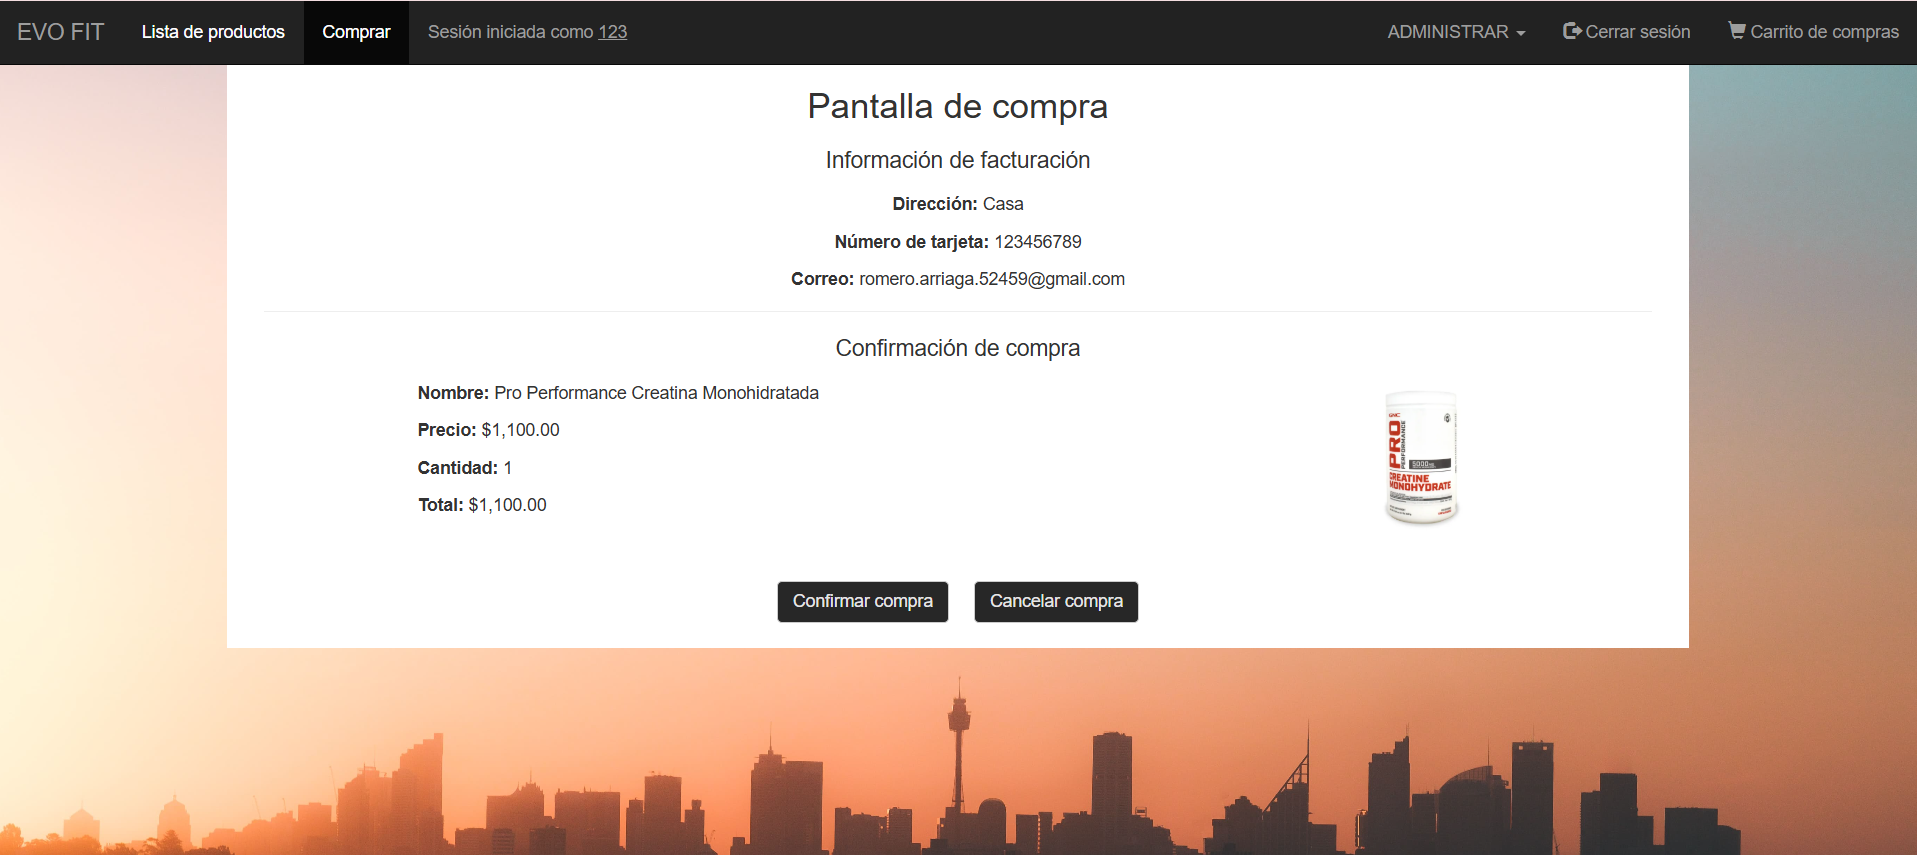 EVO FIT Lista de productos Comprar Sesión iniciada como 123 ADMINISTRAR Cerrar sesión Carrito de compras
Pantalla de compra
Información de facturación
Dirección: Casa
Número de tarjeta: 123456789
Correo: romero.arriaga.52459@gmail.com
Confirmación de compra
Nombre: Pro Performance Creatina Monohidratada
Precio: $1,100.00
Cantidad: 1
Total: $1,100.00
GNC
PRO
PERFORMANCE
5000
CREATINE
MONOHYDRATE
Confirmar compra Cancelar compra